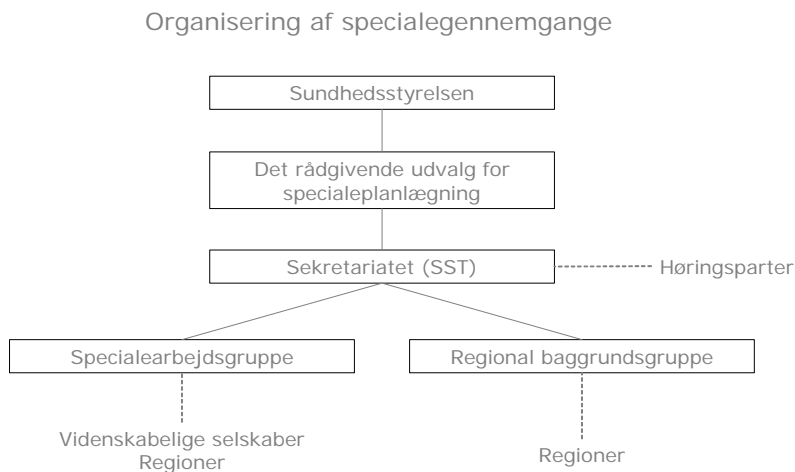 Organisering af specialegennemgange
Sundhedsstyrelsen
Det rådgivende udvalg for
specialeplanlægning
Sekretariatet (SST)
Høringsparter
Specialearbejdsgruppe
Regional baggrundsgruppe
Videnskabelige selskaber
Regioner
Regioner